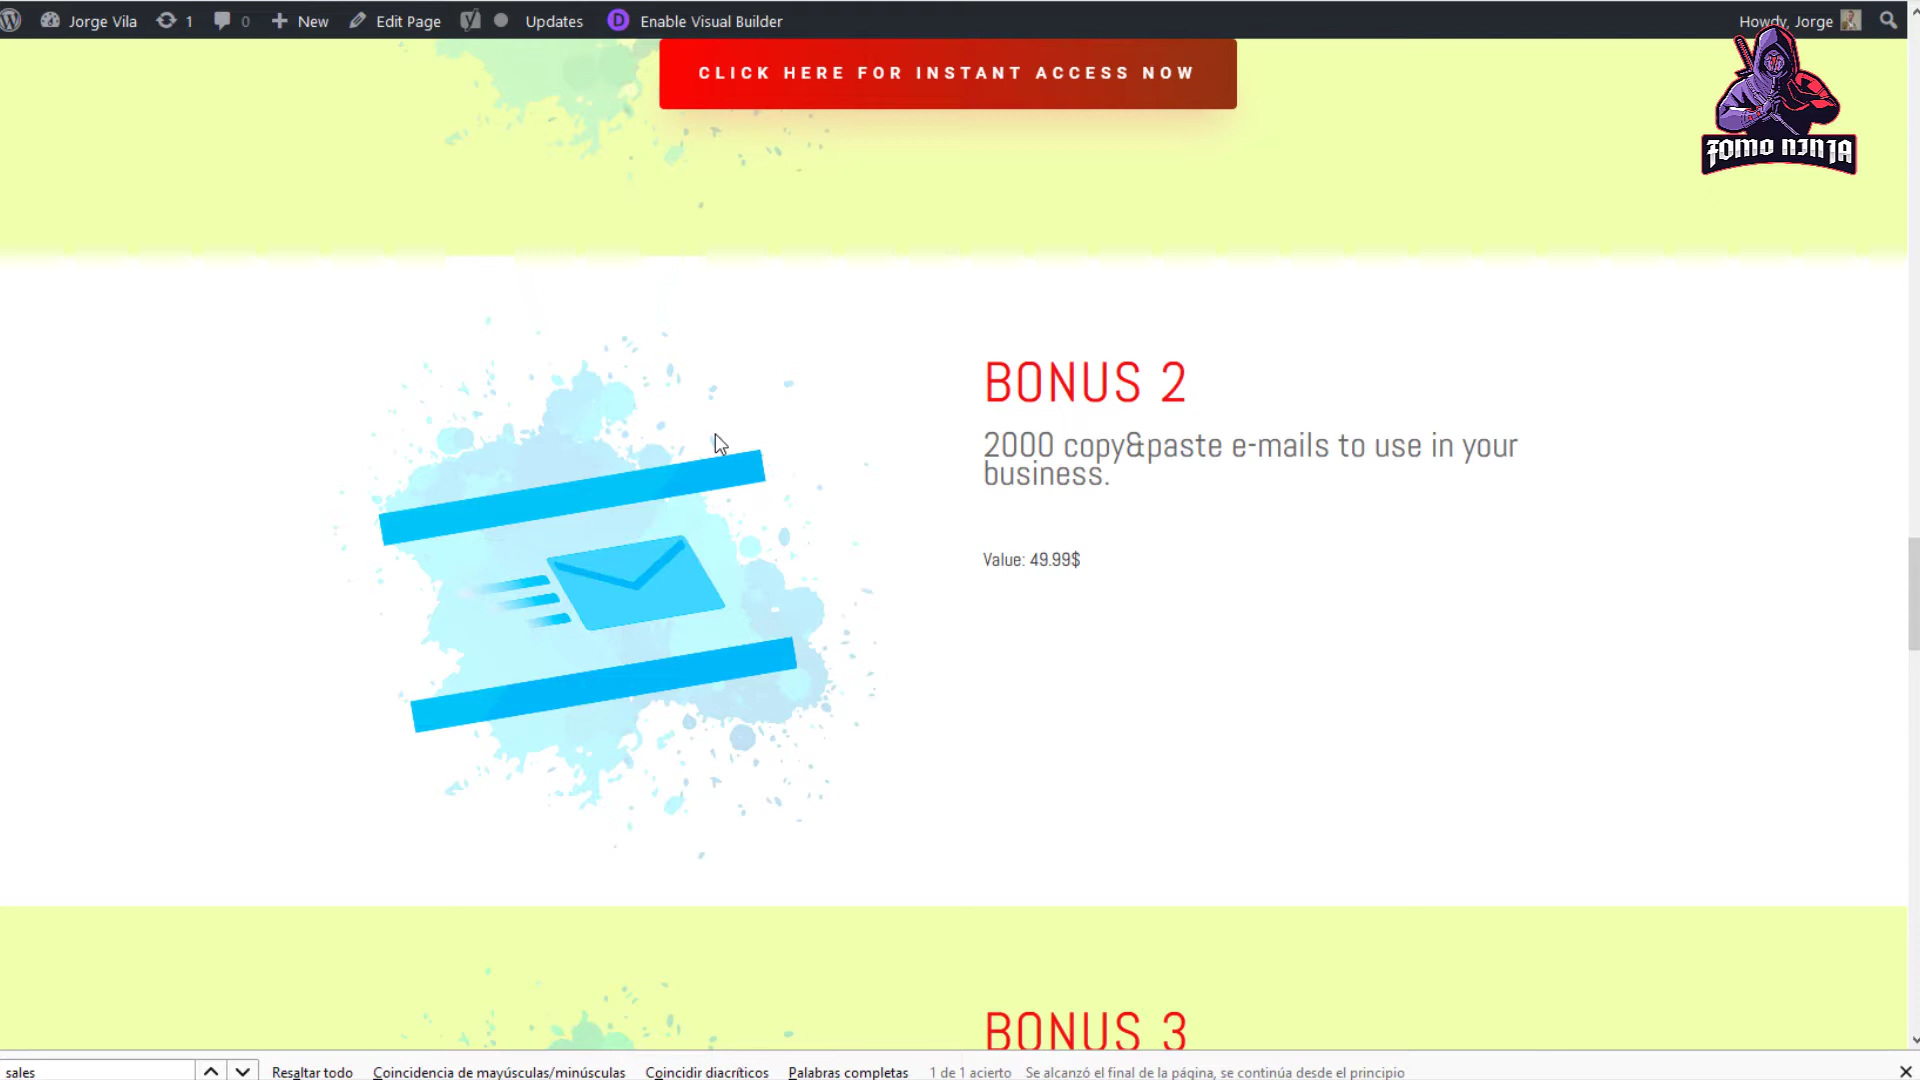 Jorge Vila 1 0 New Edit Page Updates Enable Visual Builder Howdy, Jorge
CLICK HERE FOR INSTANT ACCESS NOW
FOMO NINJA
BONUS 2
2000 copy&paste e-mails to use in your
business.
Value: 49.99$
BONUS 3
sales Resaltar todo Coincidencia de mayúsculas/minúsculas Coincidir diacríticos Palabras completas 1 de 1 acierto Se alcanzó el final de la página, se continúa desde el principio